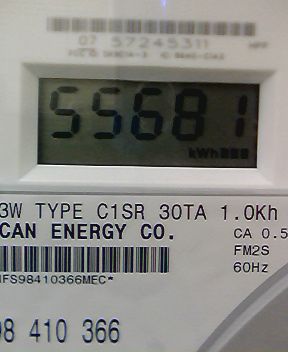 07 57245311
55681
kWh
3W TYPE C1SR 30TA 1.0Kh
CAN ENERGY CO.
CA 0.5
FM2S
60Hz
IFS98410366MEC*
98 410 366